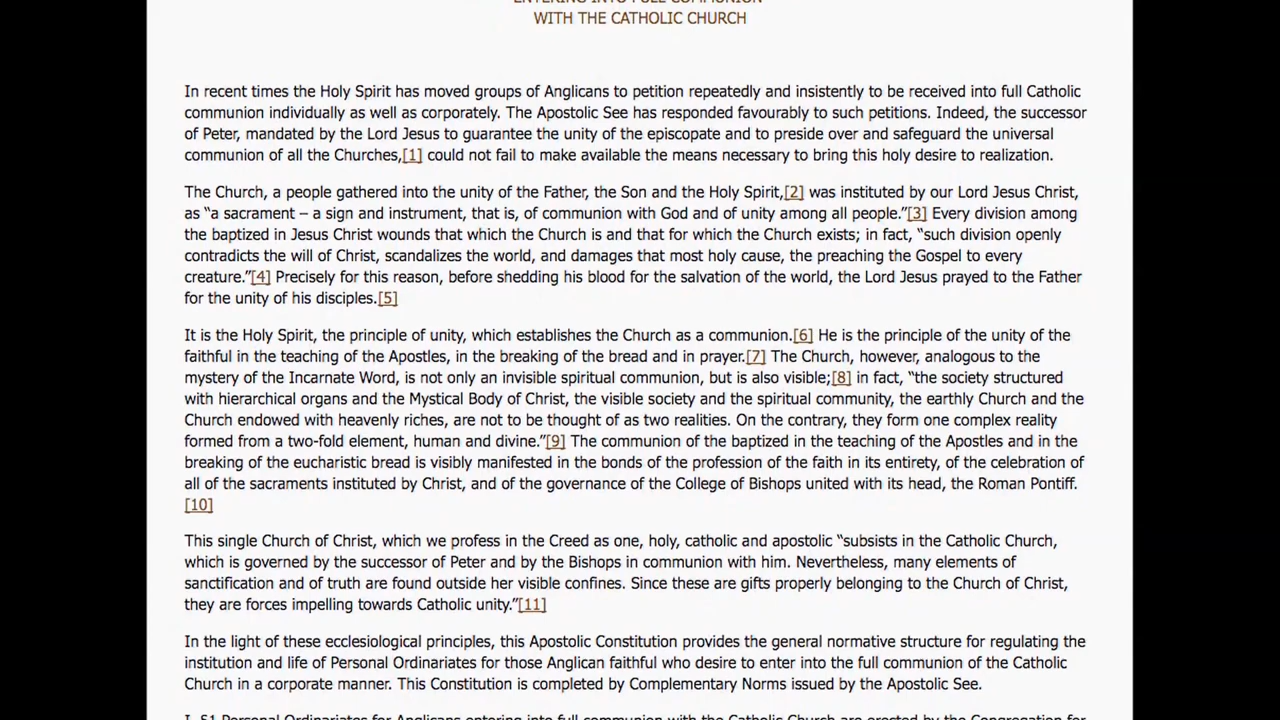 ENTERING INTO FULL COMMUNION
WITH THE CATHOLIC CHURCH
In recent times the Holy Spirit has moved groups of Anglicans to petition repeatedly and insistently to be received into full Catholic
communion individually as well as corporately. The Apostolic See has responded favourably to such petitions. Indeed, the successor
of Peter, mandated by the Lord Jesus to guarantee the unity of the episcopate and to preside over and safeguard the universal
communion of all the Churches,[1] could not fail to make available the means necessary to bring this holy desire to realization.
The Church, a people gathered into the unity of the Father, the Son and the Holy Spirit,[2] was instituted by our Lord Jesus Christ,
as “a sacrament – a sign and instrument, that is, of communion with God and of unity among all people.”[3] Every division among
the baptized in Jesus Christ wounds that which the Church is and that for which the Church exists; in fact, “such division openly
contradicts the will of Christ, scandalizes the world, and damages that most holy cause, the preaching the Gospel to every
creature.”[4] Precisely for this reason, before shedding his blood for the salvation of the world, the Lord Jesus prayed to the Father
for the unity of his disciples.[5]
It is the Holy Spirit, the principle of unity, which establishes the Church as a communion.[6] He is the principle of the unity of the
faithful in the teaching of the Apostles, in the breaking of the bread and in prayer.[7] The Church, however, analogous to the
mystery of the Incarnate Word, is not only an invisible spiritual communion, but is also visible;[8] in fact, “the society structured
with hierarchical organs and the Mystical Body of Christ, the visible society and the spiritual community, the earthly Church and the
Church endowed with heavenly riches, are not to be thought of as two realities. On the contrary, they form one complex reality
formed from a two-fold element, human and divine.”[9] The communion of the baptized in the teaching of the Apostles and in the
breaking of the eucharistic bread is visibly manifested in the bonds of the profession of the faith in its entirety, of the celebration of
all of the sacraments instituted by Christ, and of the governance of the College of Bishops united with its head, the Roman Pontiff.
[10]
This single Church of Christ, which we profess in the Creed as one, holy, catholic and apostolic “subsists in the Catholic Church,
which is governed by the successor of Peter and by the Bishops in communion with him. Nevertheless, many elements of
sanctification and of truth are found outside her visible confines. Since these are gifts properly belonging to the Church of Christ,
they are forces impelling towards Catholic unity.”[11]
In the light of these ecclesiological principles, this Apostolic Constitution provides the general normative structure for regulating the
institution and life of Personal Ordinariates for those Anglican faithful who desire to enter into the full communion of the Catholic
Church in a corporate manner. This Constitution is completed by Complementary Norms issued by the Apostolic See.
I. §1 Personal Ordinariates for Anglicans entering into full communion with the Catholic Church are erected by the Congregation for